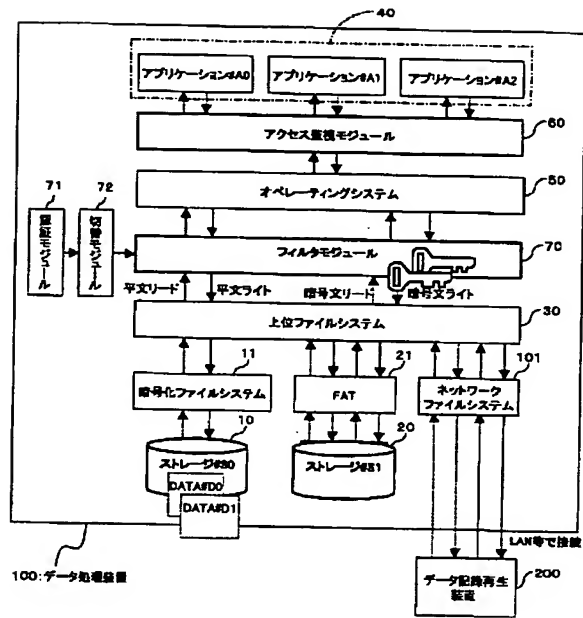 40
アプリケーション#A0
アプリケーション#A1
アプリケーション#A2
アクセス監視モジュール
60
オペレーティングシステム
50
71
72
認証モジュール
切替モジュール
フィルタモジュール
70
平文リード
平文ライト
暗号文リード
暗号文ライト
上位ファイルシステム
30
11
暗号化ファイルシステム
21
FAT
101
ネットワーク
ファイルシステム
10
ストレージ#S0
DATA#D0
DATA#D1
20
ストレージ#S1
LAN等で接続
100:データ処理装置
データ記録再生
装置
200